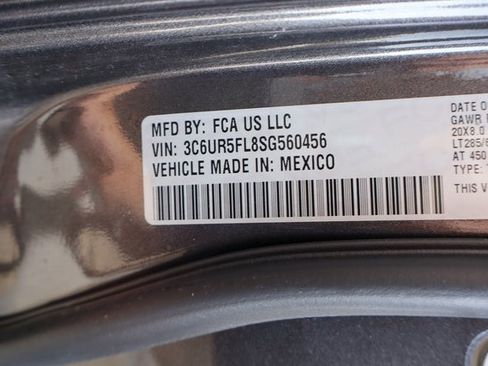 MFD BY: FCA US LLC
VIN: 3C6UR5FL8SG560456
VEHICLE MADE IN: MEXICO
DATE O
GAWR
20X8.0
LT285/
AT 450
TYPE:
THIS V